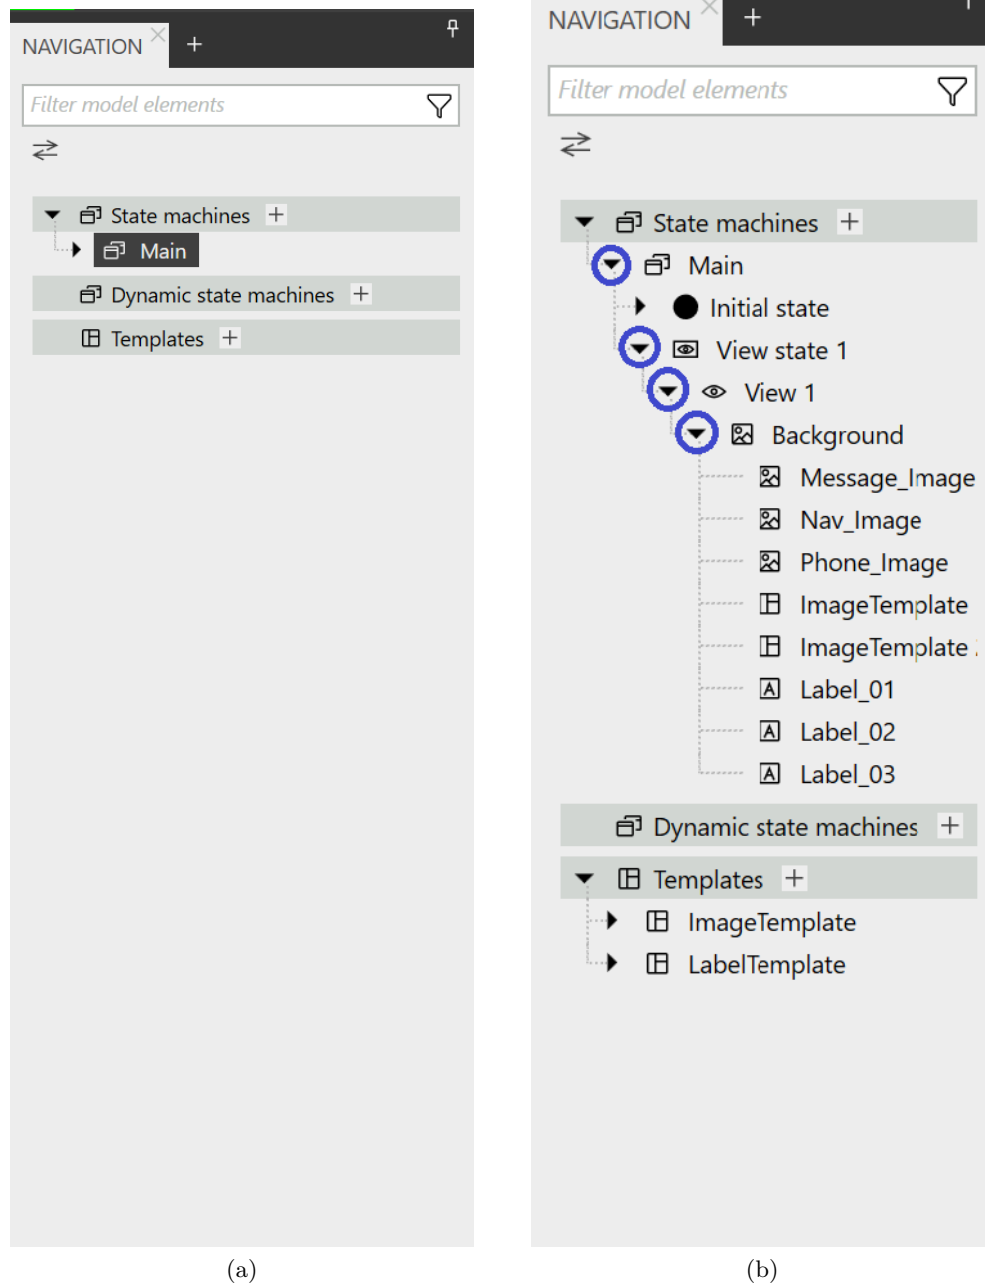 NAVIGATION
Filter model elements
State machines
Main
Dynamic state machines
Templates
(a)
NAVIGATION
Filter model elements
State machines
Main
Initial state
View state 1
View 1
Background
Message_Image
Nav_Image
Phone_Image
ImageTemplate
ImageTemplate
Label_01
Label_02
Label_03
Dynamic state machines
Templates
ImageTemplate
LabelTemplate
(b)